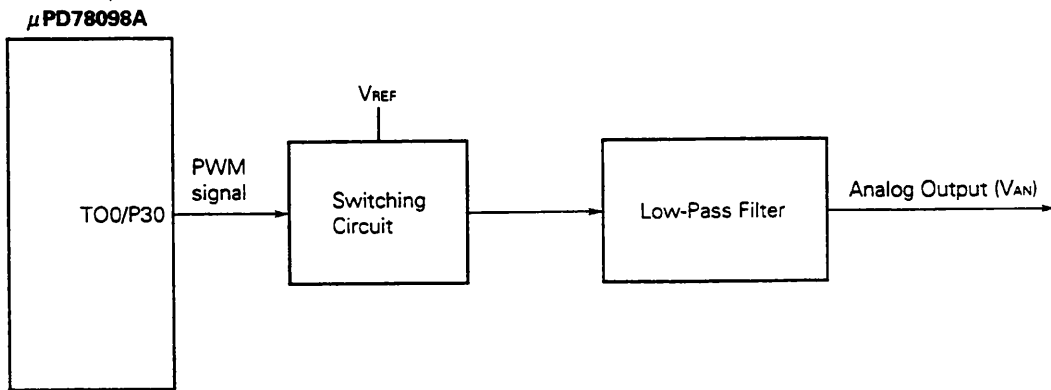 μPD78098A
VREF
PWM
signal
TO0/P30
Switching
Circuit
Low-Pass Filter
Analog Output (VAN)